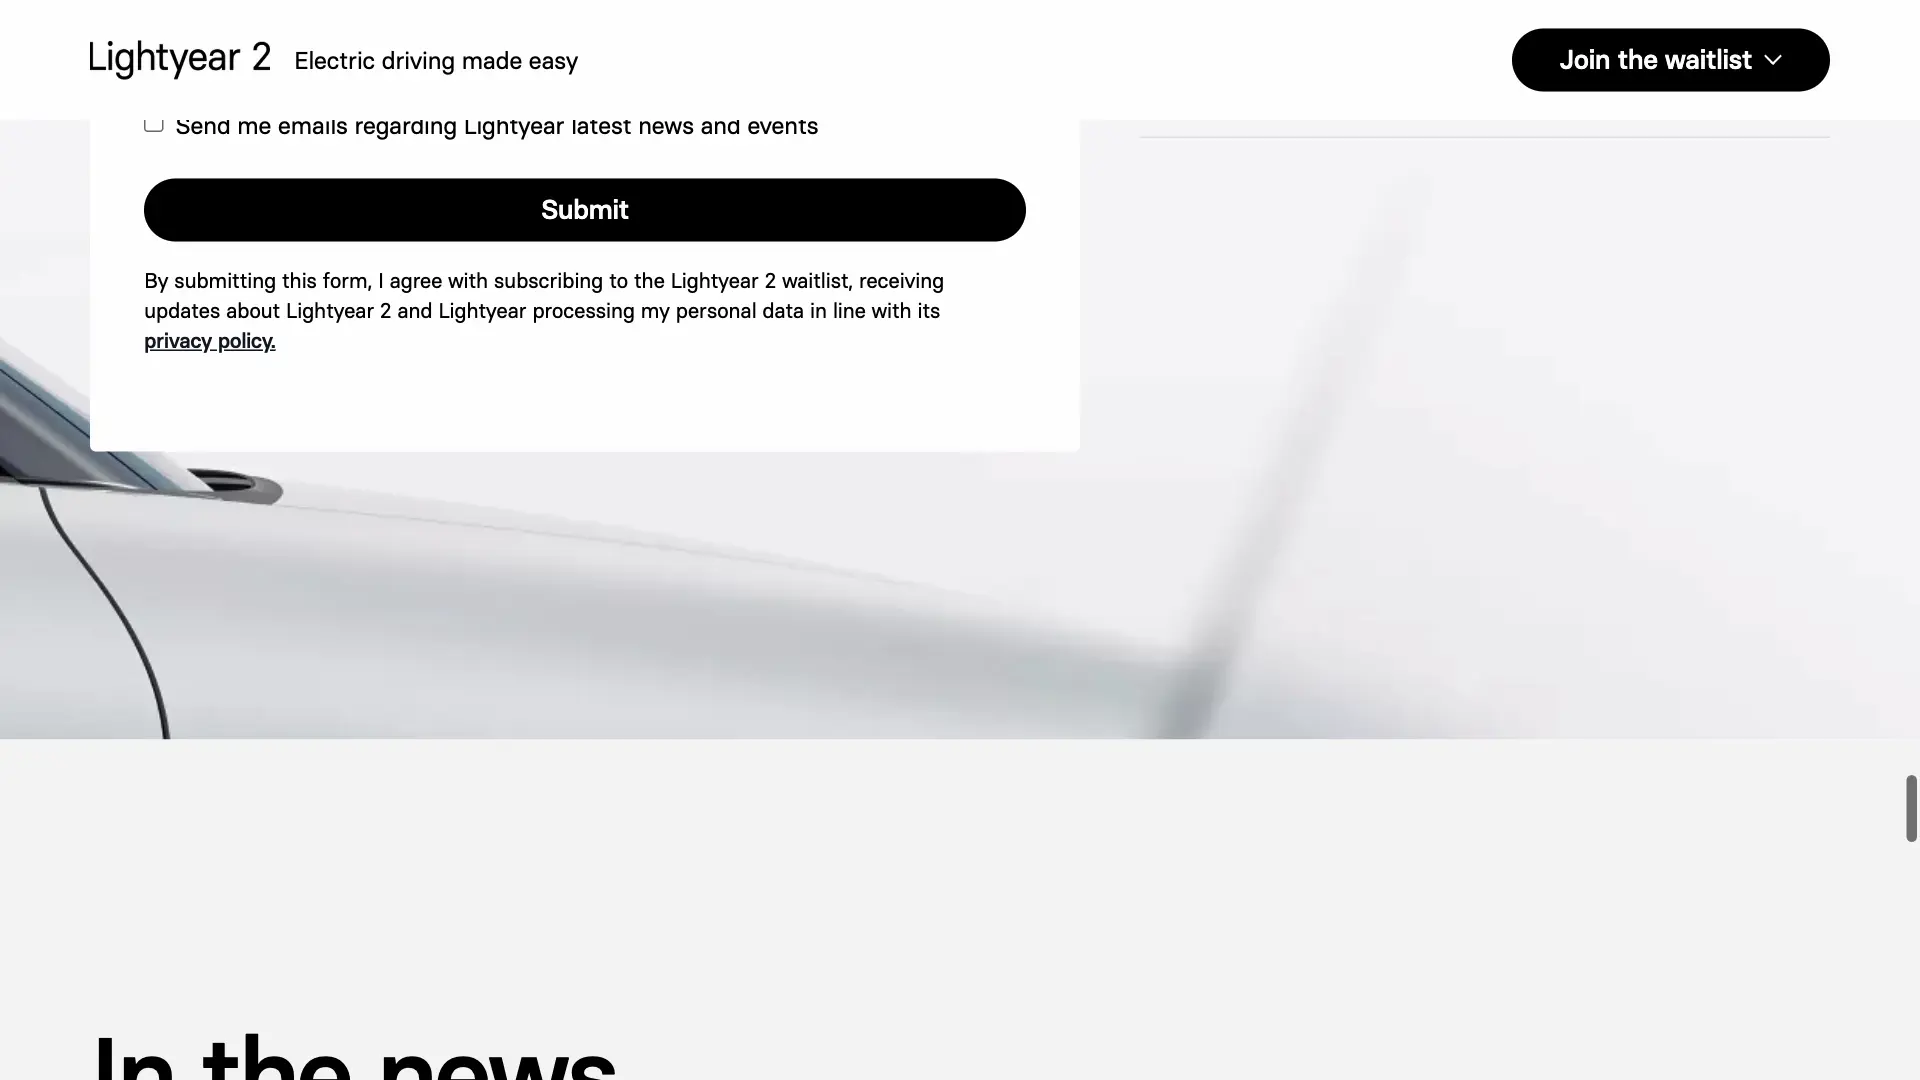 Lightyear 2 Electric driving made easy
Join the waitlist
Send me emails regarding Lightyear latest news and events
Submit
By submitting this form, I agree with subscribing to the Lightyear 2 waitlist, receiving
updates about Lightyear 2 and Lightyear processing my personal data in line with its
privacy policy.
In the news